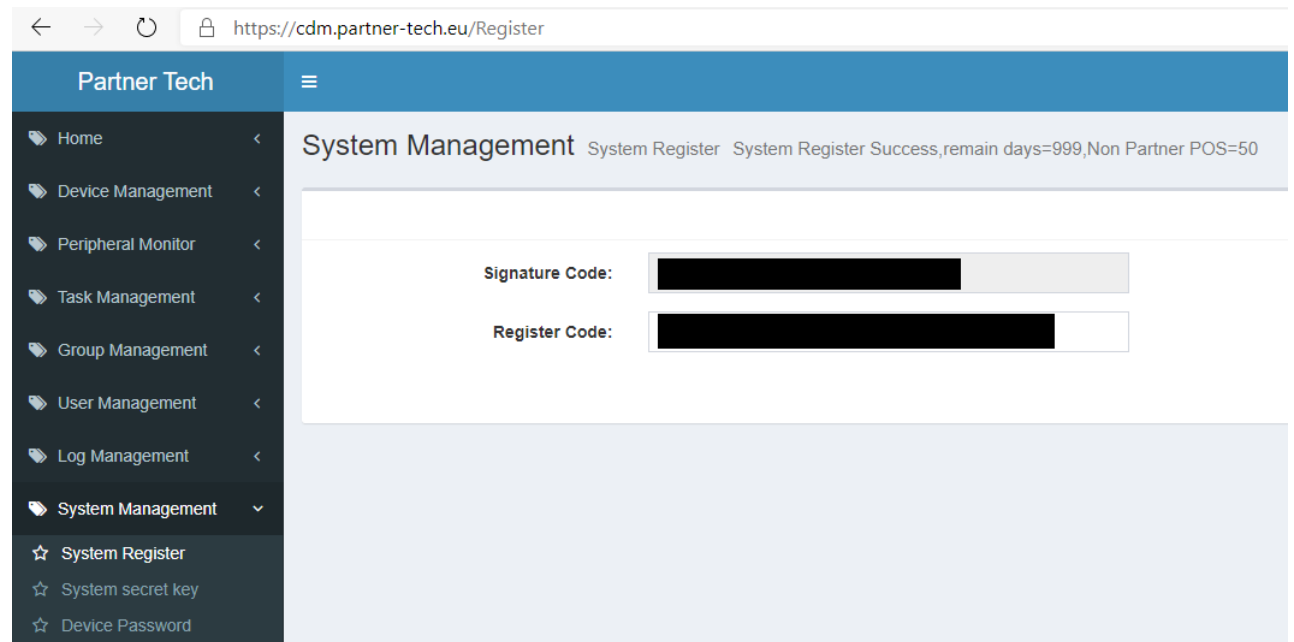 https://cdm.partner-tech.eu/Register
Partner Tech
Home
System Management System Register System Register Success,remain days=999,Non Partner POS=50
Device Management
Peripheral Monitor
Signature Code:
Task Management
Register Code:
Group Management
User Management
Log Management
System Management
System Register
System secret key
Device Password